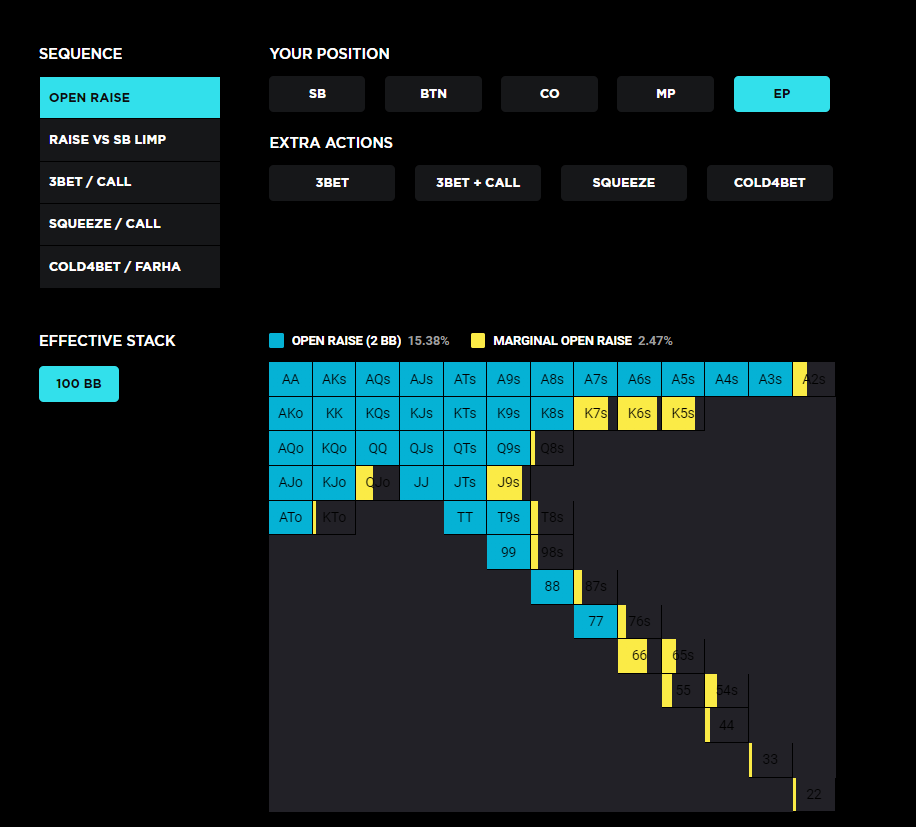 SEQUENCE
OPEN RAISE
RAISE VS SB LIMP
3BET / CALL
SQUEEZE / CALL
COLD4BET / FARHA
YOUR POSITION
SB BTN CO MP EP
EXTRA ACTIONS
3BET 3BET + CALL SQUEEZE COLD4BET
EFFECTIVE STACK
100 BB
OPEN RAISE (2 BB) 15.38% MARGINAL OPEN RAISE 2.47%
AA AKs AQs AJs ATs A9s A8s A7s A6s A5s A4s A3s A2s
AKo KK KQs KJs KTs K9s K8s K7s K6s K5s
AQo KQo QQ QJs QTs Q9s Q8s
AJo KJo QJo JJ JTs J9s
ATo KTo TT T9s T8s
99 98s
88 87s
77 76s
66 65s
55 54s
44
33
22